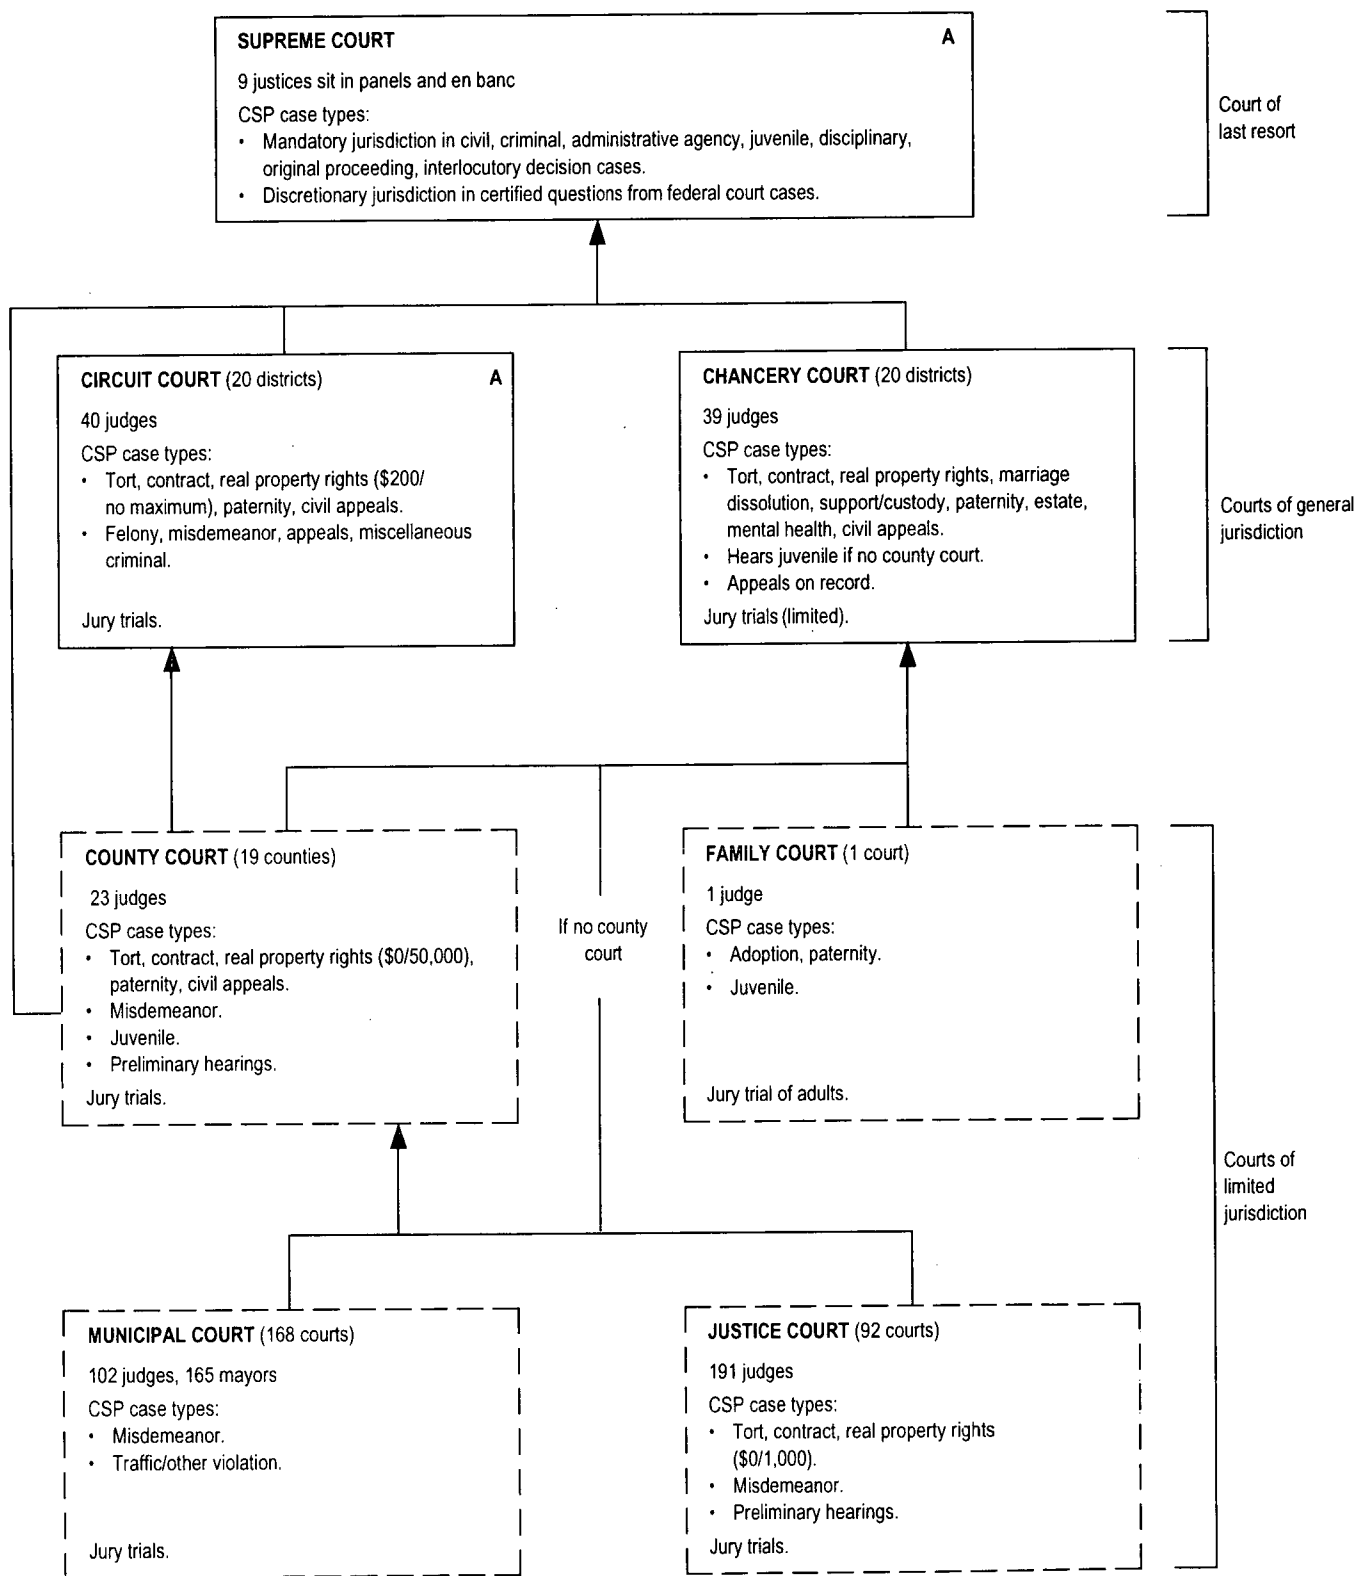 SUPREME COURT A
9 justices sit in panels and en banc
CSP case types:
• Mandatory jurisdiction in civil, criminal, administrative agency, juvenile, disciplinary,
original proceeding, interlocutory decision cases.
• Discretionary jurisdiction in certified questions from federal court cases.
Court of
last resort
CIRCUIT COURT (20 districts) A
40 judges
CSP case types:
• Tort, contract, real property rights ($200/
no maximum), paternity, civil appeals.
• Felony, misdemeanor, appeals, miscellaneous
criminal.
Jury trials.
CHANCERY COURT (20 districts)
39 judges
CSP case types:
• Tort, contract, real property rights, marriage
dissolution, support/custody, paternity, estate,
mental health, civil appeals.
• Hears juvenile if no county court.
• Appeals on record.
Jury trials (limited).
Courts of general
jurisdiction
COUNTY COURT (19 counties)
23 judges
CSP case types:
• Tort, contract, real property rights ($0/50,000),
paternity, civil appeals.
• Misdemeanor.
• Juvenile.
• Preliminary hearings.
Jury trials.
If no county
court
FAMILY COURT (1 court)
1 judge
CSP case types:
• Adoption, paternity.
• Juvenile.
Jury trial of adults.
Courts of
limited
jurisdiction
MUNICIPAL COURT (168 courts)
102 judges, 165 mayors
CSP case types:
• Misdemeanor.
• Traffic/other violation.
Jury trials.
JUSTICE COURT (92 courts)
191 judges
CSP case types:
• Tort, contract, real property rights
($0/1,000).
• Misdemeanor.
• Preliminary hearings.
Jury trials.